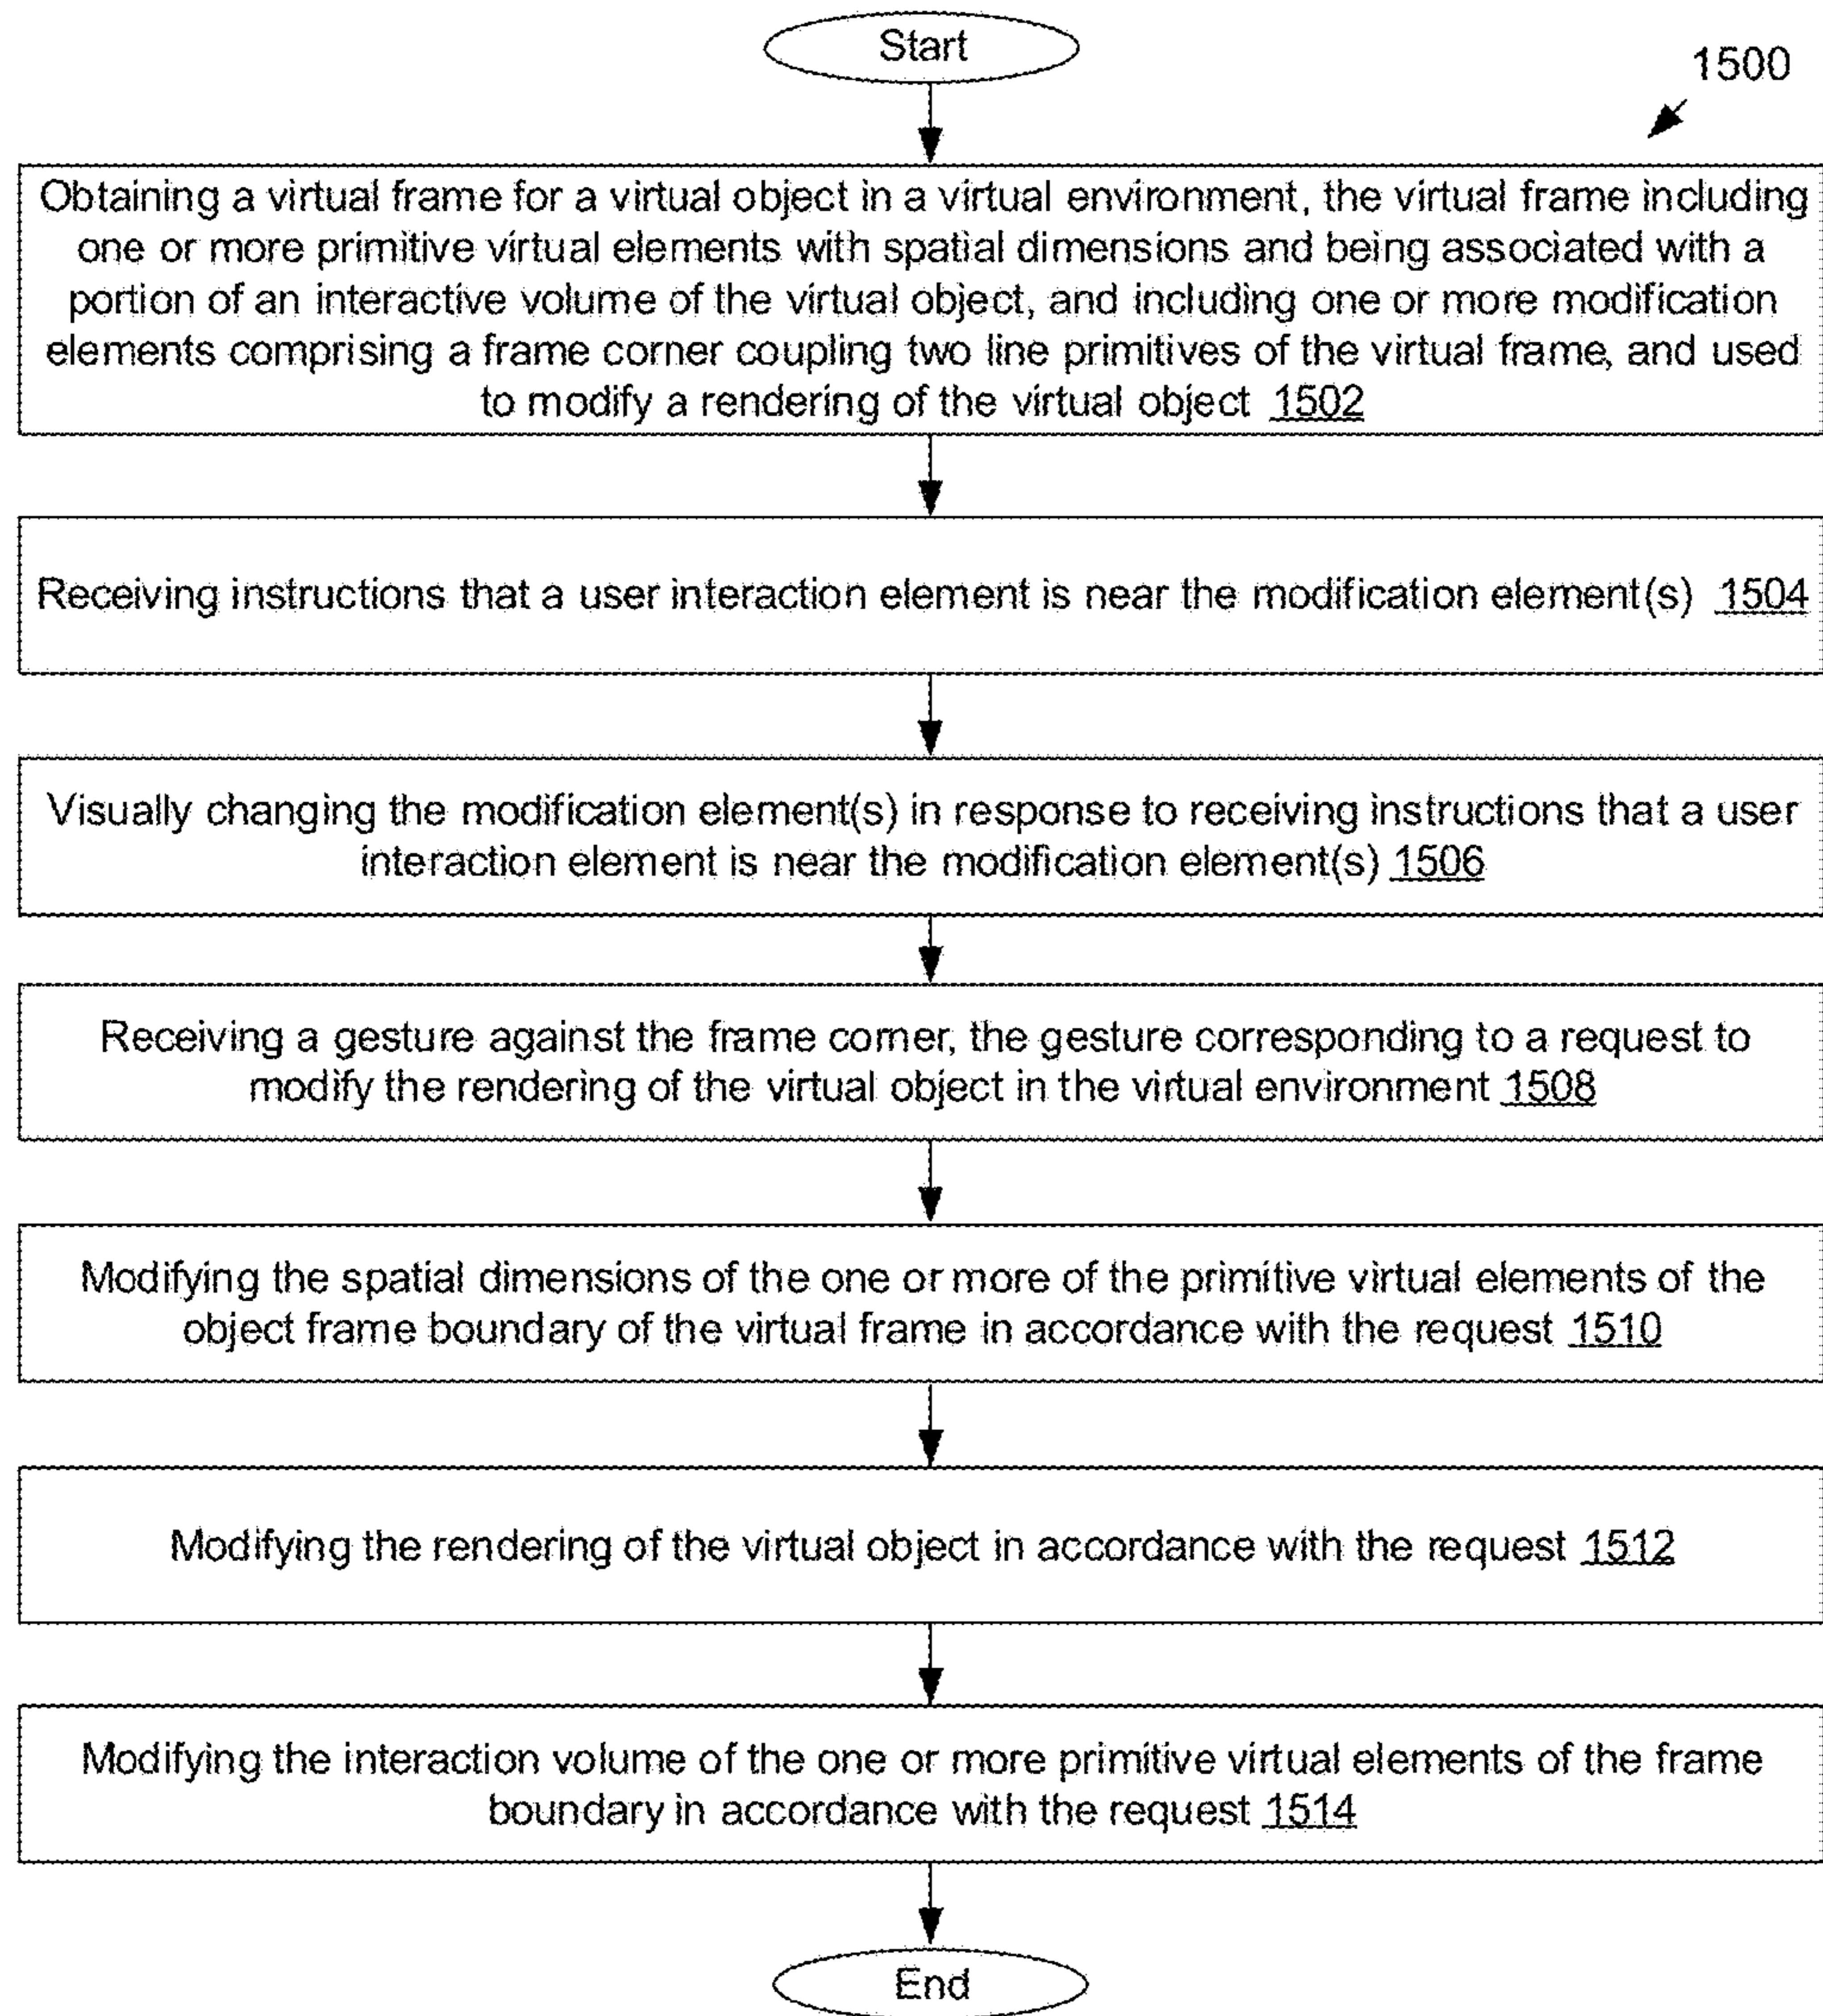 Start
1500
Obtaining a virtual frame for a virtual object in a virtual environment, the virtual frame including
one or more primitive virtual elements with spatial dimensions and being associated with a
portion of an interactive volume of the virtual object, and including one or more modification
elements comprising a frame corner coupling two line primitives of the virtual frame, and used
to modify a rendering of the virtual object 1502
Receiving instructions that a user interaction element is near the modification element(s) 1504
Visually changing the modification element(s) in response to receiving instructions that a user
interaction element is near the modification element(s) 1506
Receiving a gesture against the frame corner, the gesture corresponding to a request to
modify the rendering of the virtual object in the virtual environment 1508
Modifying the spatial dimensions of the one or more of the primitive virtual elements of the
object frame boundary of the virtual frame in accordance with the request 1510
Modifying the rendering of the virtual object in accordance with the request 1512
Modifying the interaction volume of the one or more primitive virtual elements of the frame
boundary in accordance with the request 1514
End